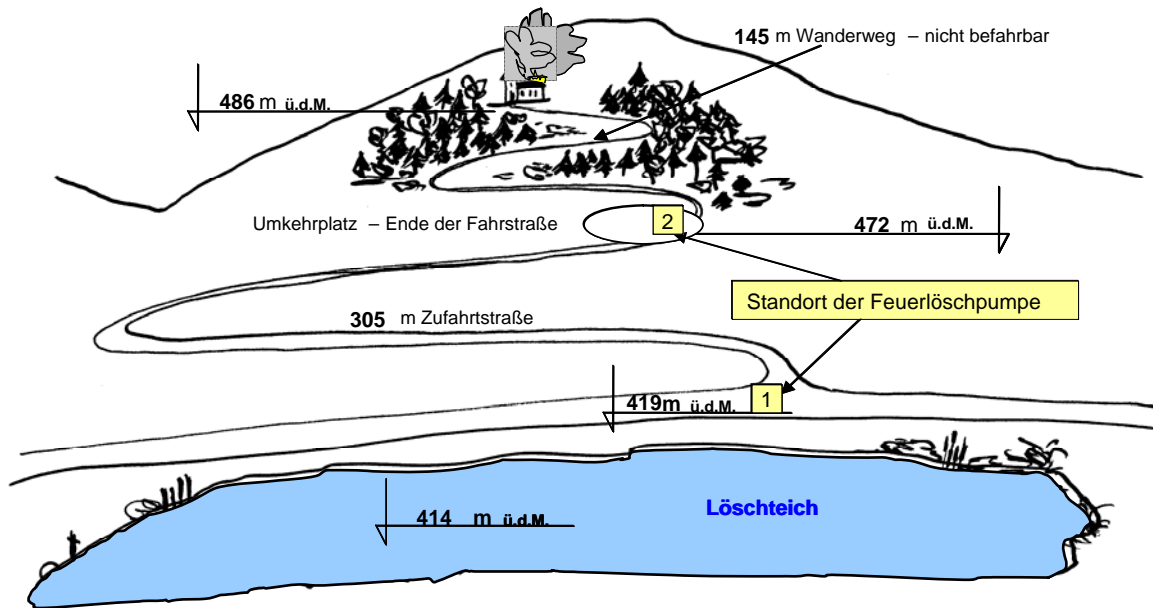 145 m Wanderweg – nicht befahrbar
486 m ü.d.M.
Umkehrplatz – Ende der Fahrstraße
2
472 m ü.d.M.
Standort der Feuerlöschpumpe
305 m Zufahrtstraße
1
419m ü.d.M.
Löschteich
414 m ü.d.M.